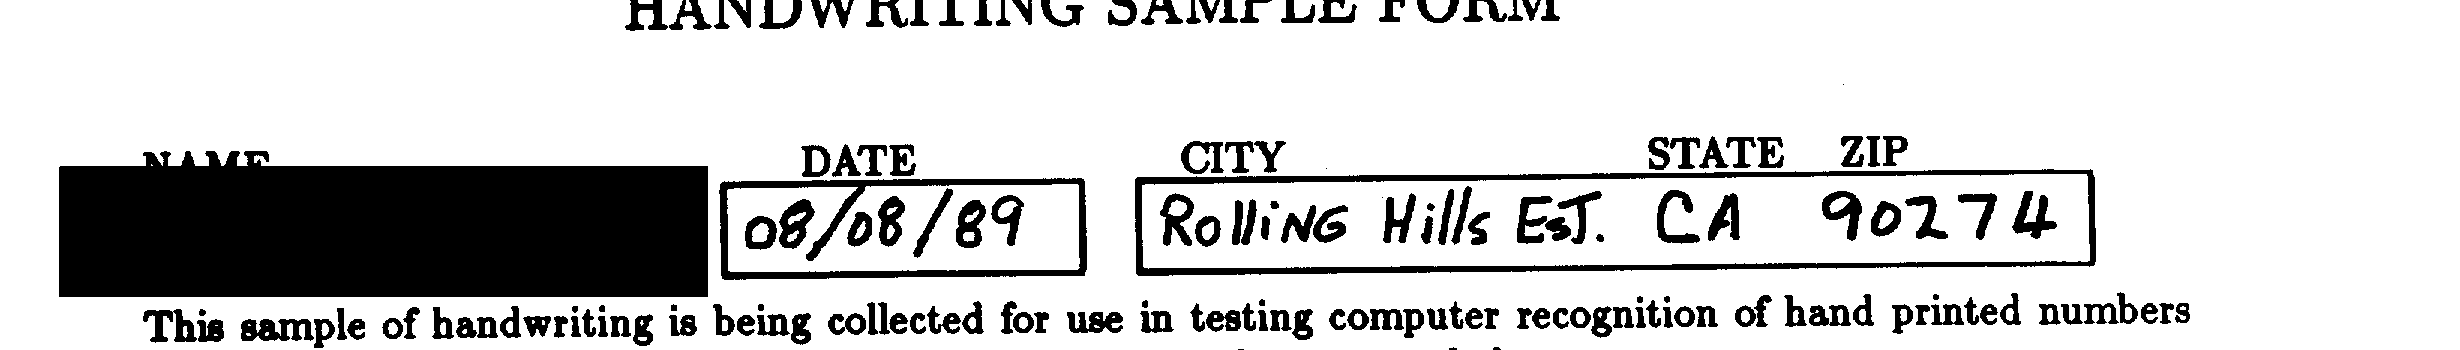 HANDWRITING SAMPLE FORM
NAME DATE CITY STATE ZIP
08/08/89 Rolling Hills Est. CA 90274
This sample of handwriting is being collected for use in testing computer recognition of hand printed numbers